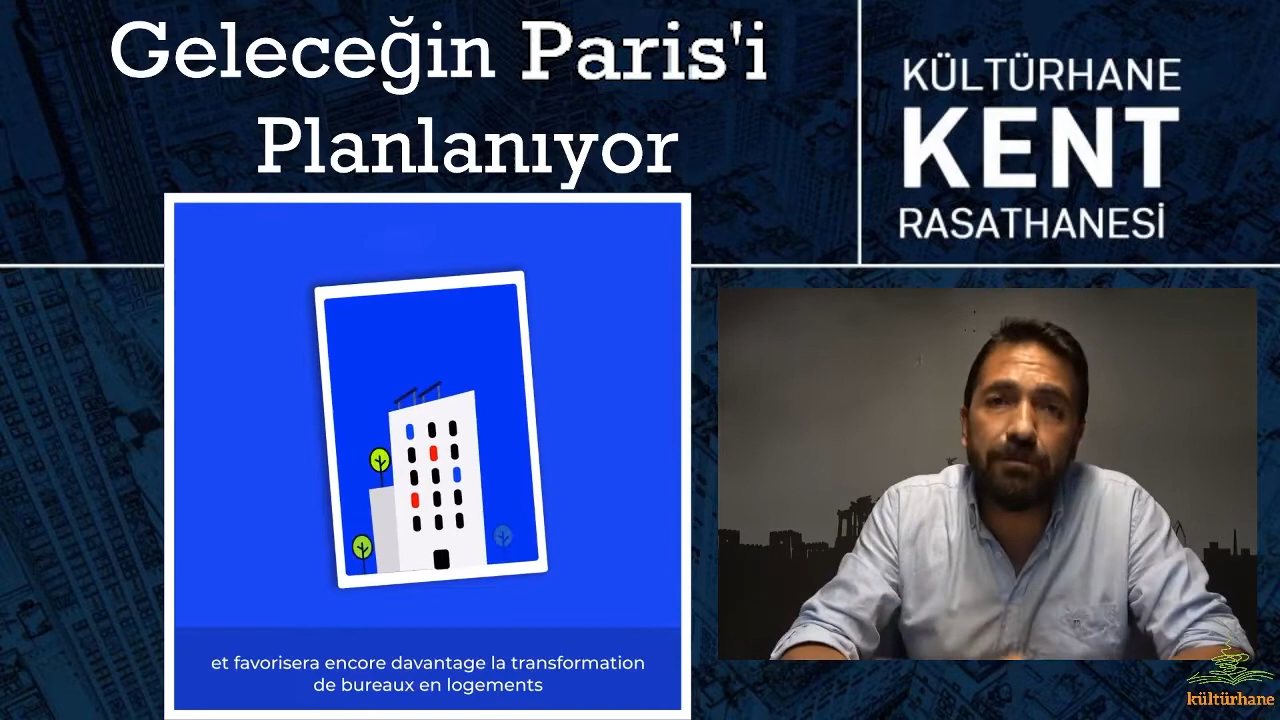 Geleceğin Paris'i
Planlanıyor
KÜLTÜRHANE
KENT
RASATHANESİ
et favorisera encore davantage la transformation
de bureaux en logements
kültürhane